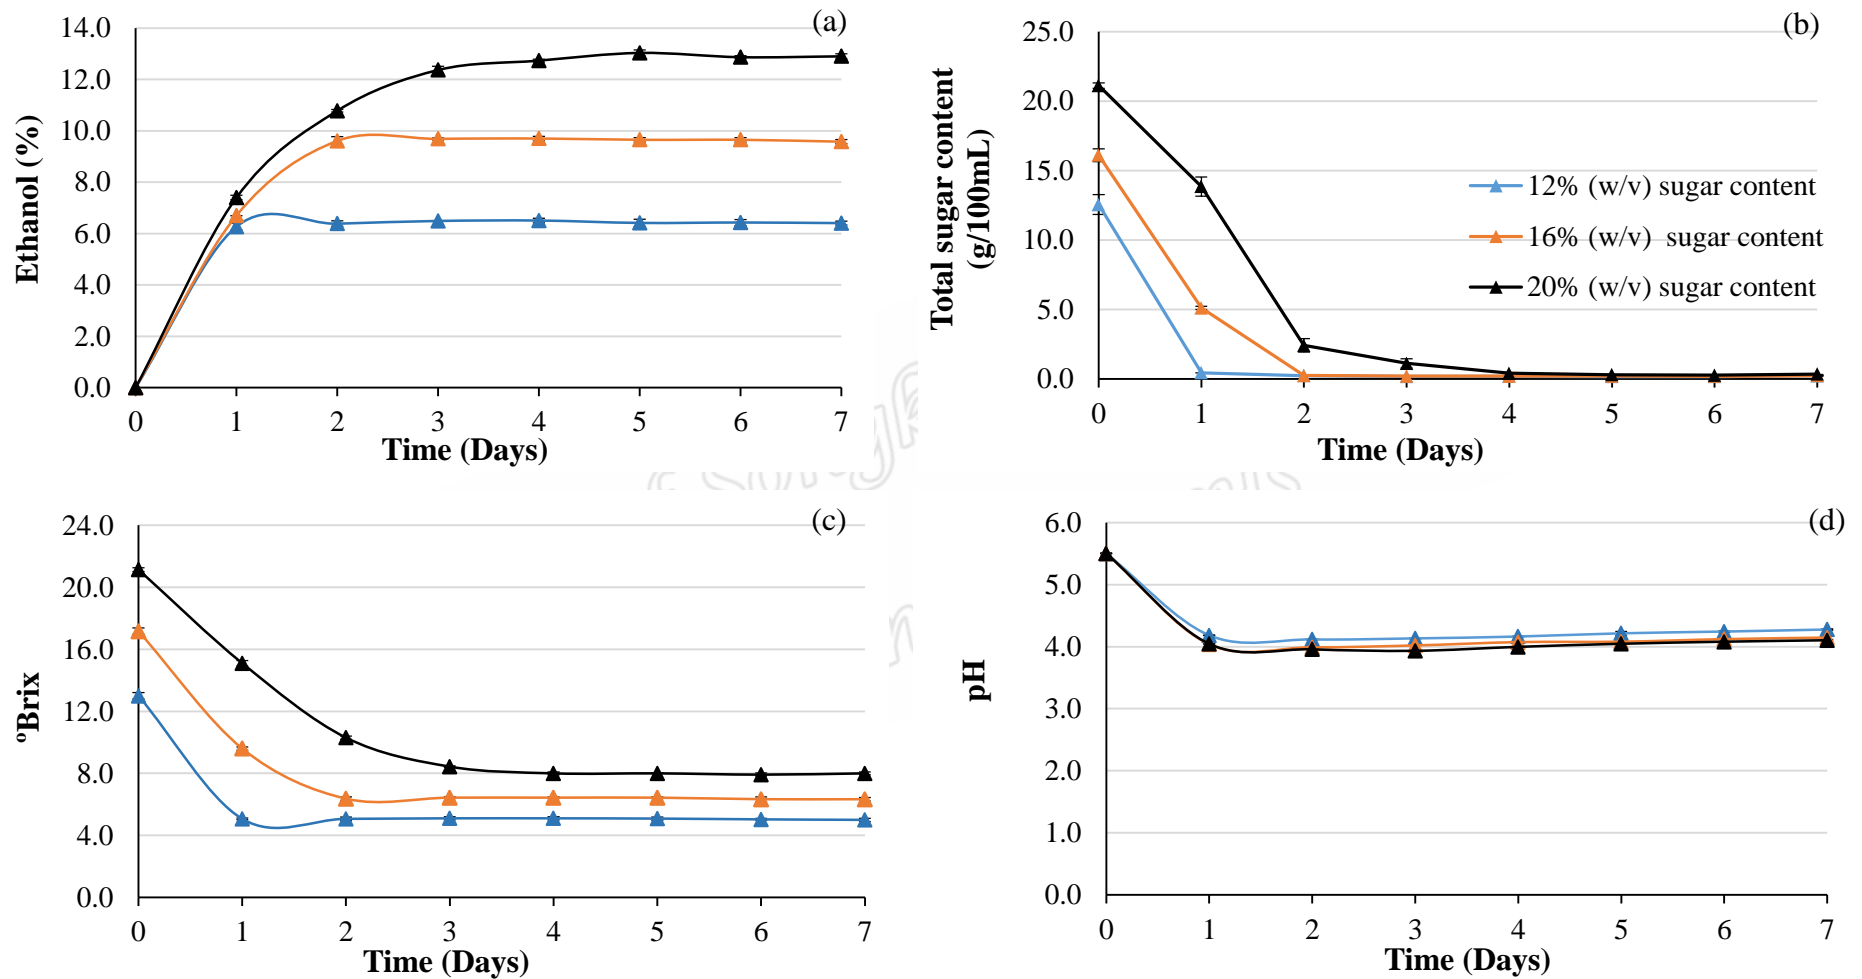 (a)
14.0
12.0
10.0
8.0
6.0
4.0
2.0
0.0
Ethanol (%)
0 1 2 3 4 5 6 7
Time (Days)
(b)
25.0
20.0
15.0
10.0
5.0
0.0
Total sugar content
(g/100mL)
12% (w/v) sugar content
16% (w/v) sugar content
20% (w/v) sugar content
0 1 2 3 4 5 6 7
Time (Days)
(c)
24.0
20.0
16.0
12.0
8.0
4.0
0.0
ºBrix
0 1 2 3 4 5 6 7
Time (Days)
(d)
6.0
5.0
4.0
3.0
2.0
1.0
0.0
pH
0 1 2 3 4 5 6 7
Time (Days)